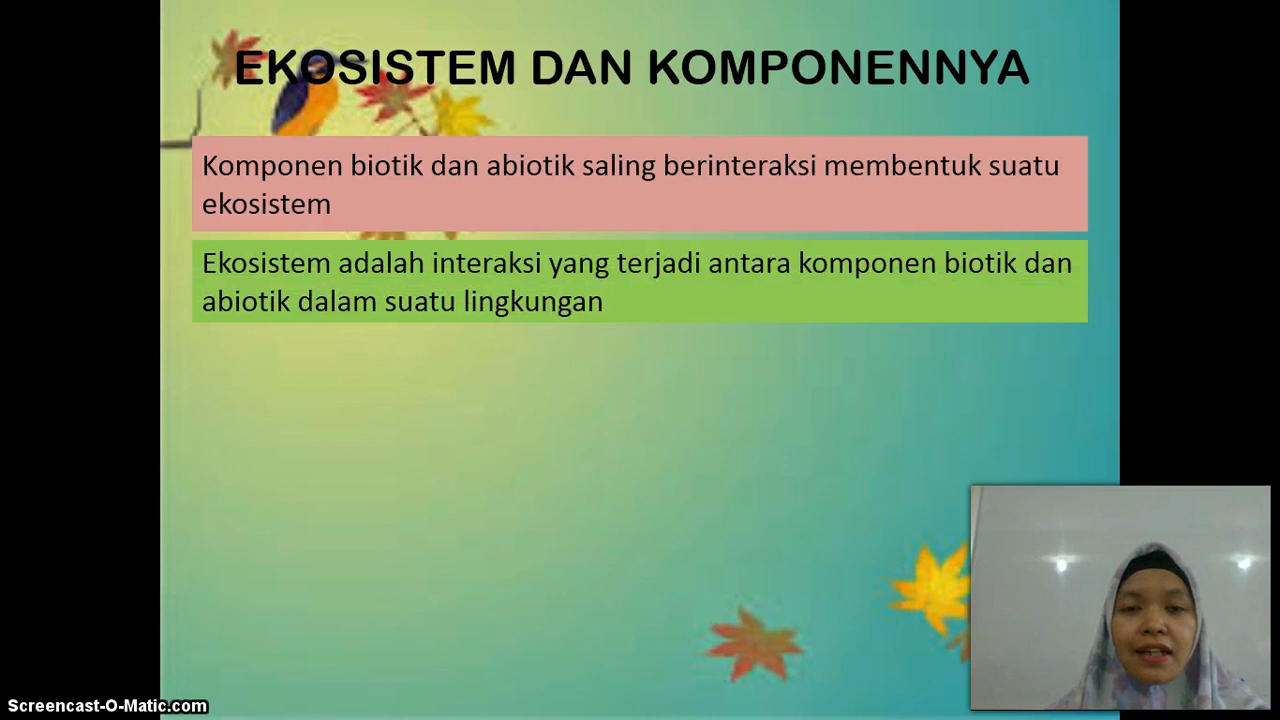 EKOSISTEM DAN KOMPONENNYA
Komponen biotik dan abiotik saling berinteraksi membentuk suatu
ekosistem
Ekosistem adalah interaksi yang terjadi antara komponen biotik dan
abiotik dalam suatu lingkungan
Screencast-O-Matic.com